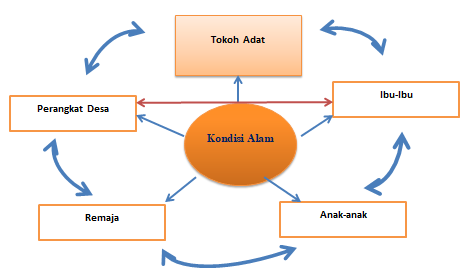 Tokoh Adat
Ibu-Ibu
Perangkat Desa
Kondisi Alam
Remaja
Anak-anak